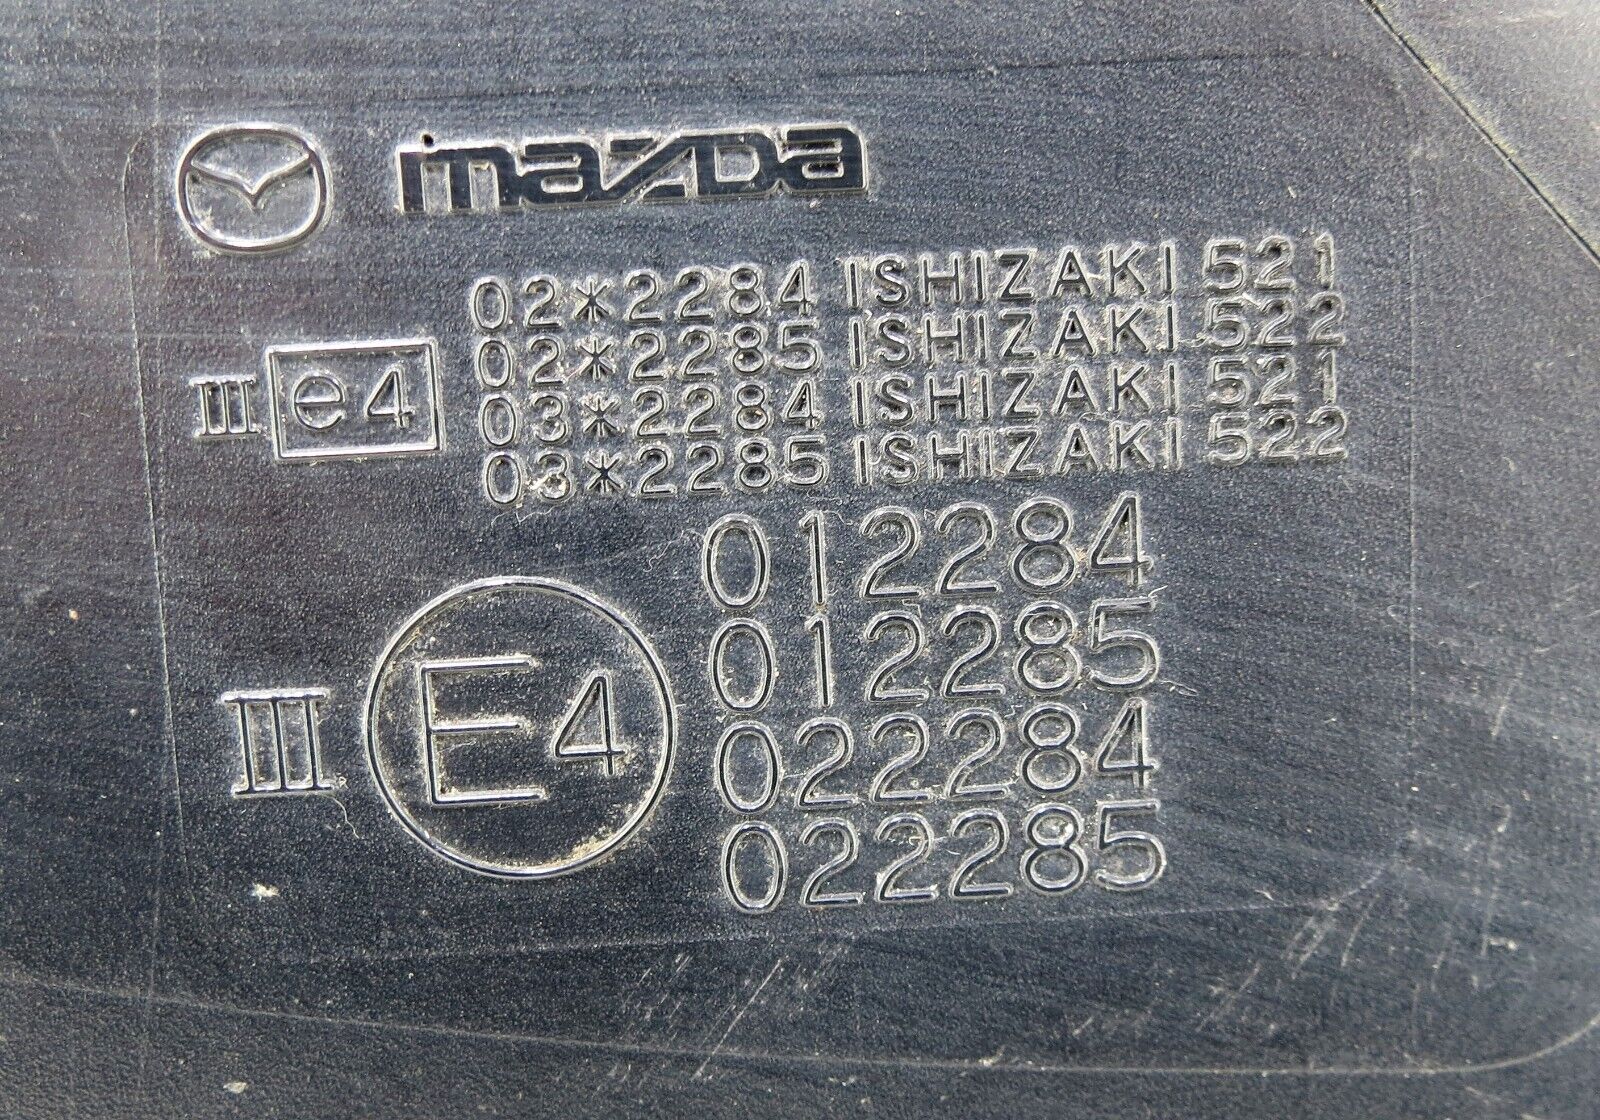 mazda
02*2284 ISHIZAKI 521
02*2285 ISHIZAKI 522
III e4
03*2284 ISHIZAKI 521
03*2285 ISHIZAKI 522
012284
012285
III E4
022284
022285